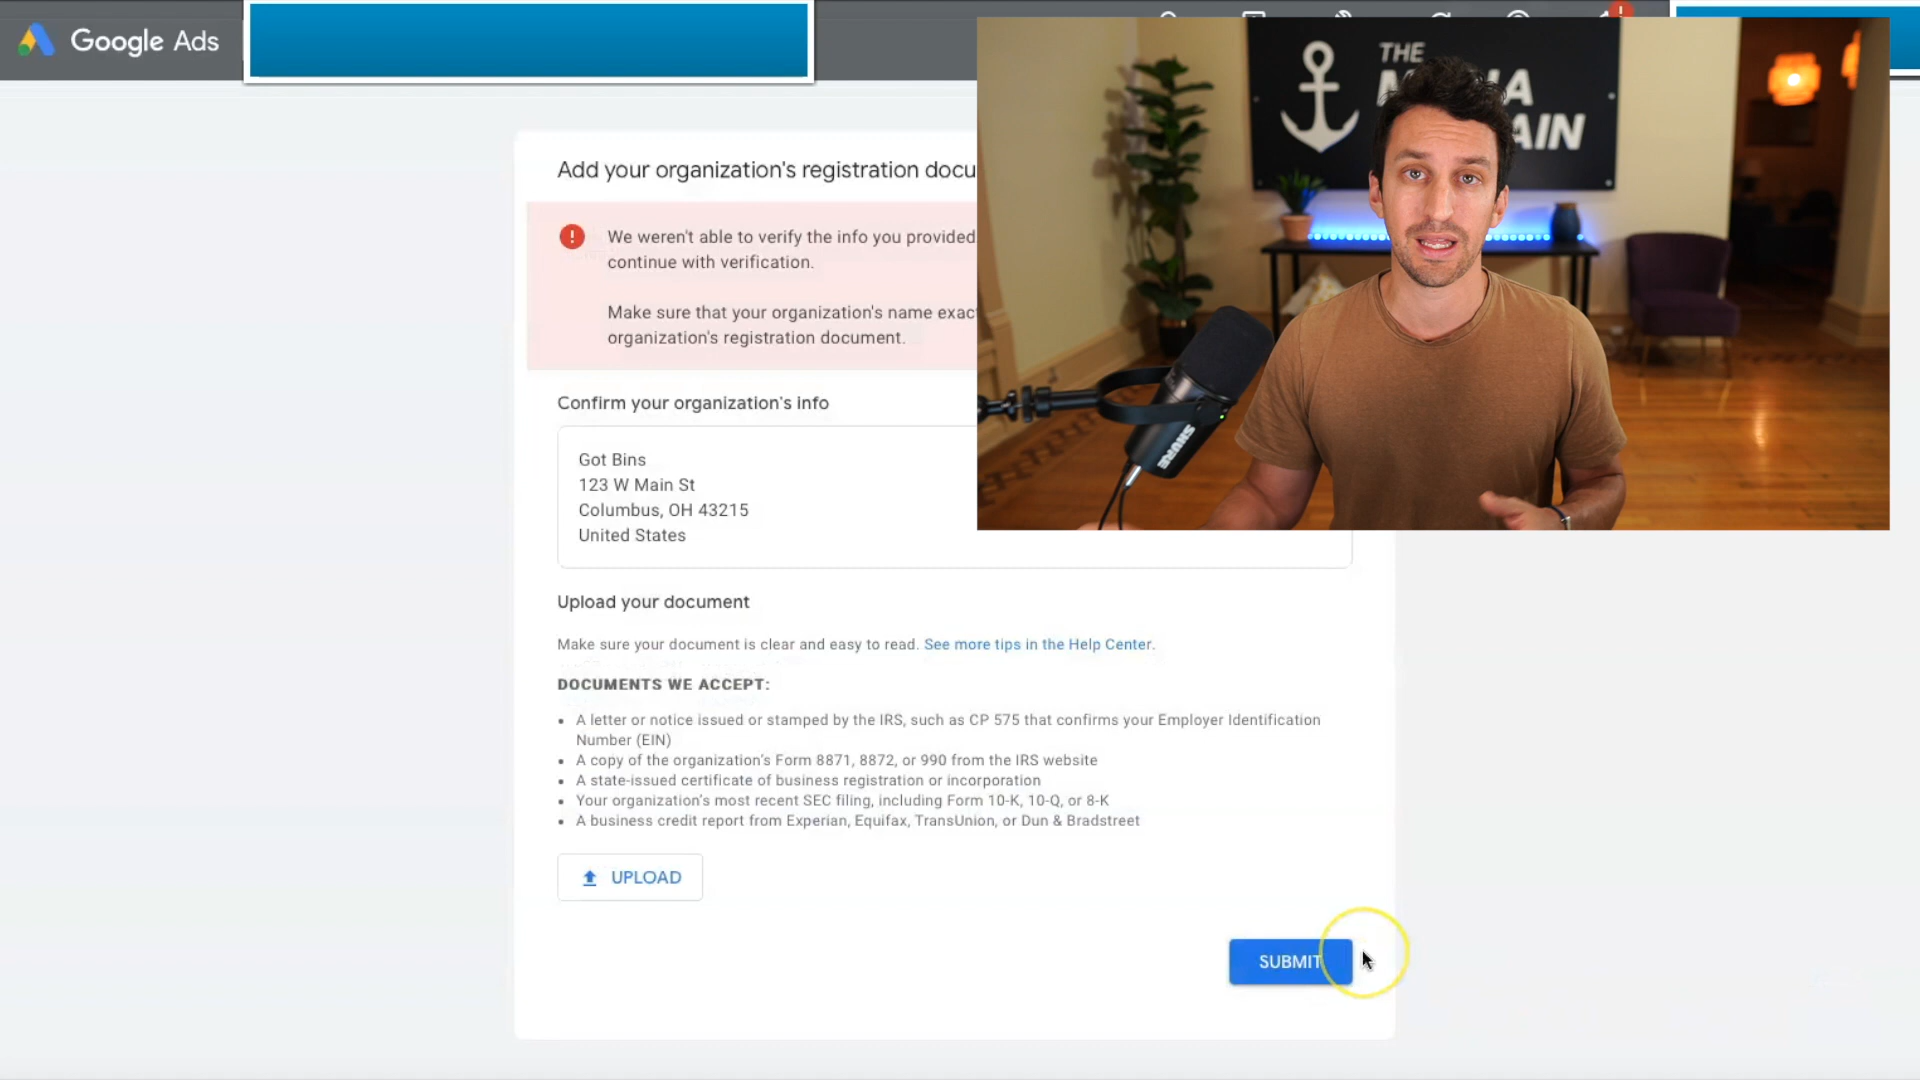 Google Ads
Add your organization's registration docu
We weren't able to verify the info you provided
continue with verification.
Make sure that your organization's name exac
organization's registration document.
Confirm your organization's info
Got Bins
123 W Main St
Columbus, OH 43215
United States
Upload your document
Make sure your document is clear and easy to read. See more tips in the Help Center.
DOCUMENTS WE ACCEPT:
• A letter or notice issued or stamped by the IRS, such as CP 575 that confirms your Employer Identification
Number (EIN)
• A copy of the organization's Form 8871, 8872, or 990 from the IRS website
• A state-issued certificate of business registration or incorporation
• Your organization's most recent SEC filing, including Form 10-K, 10-Q, or 8-K
• A business credit report from Experian, Equifax, TransUnion, or Dun & Bradstreet
UPLOAD
SUBMIT
THE
SHURE